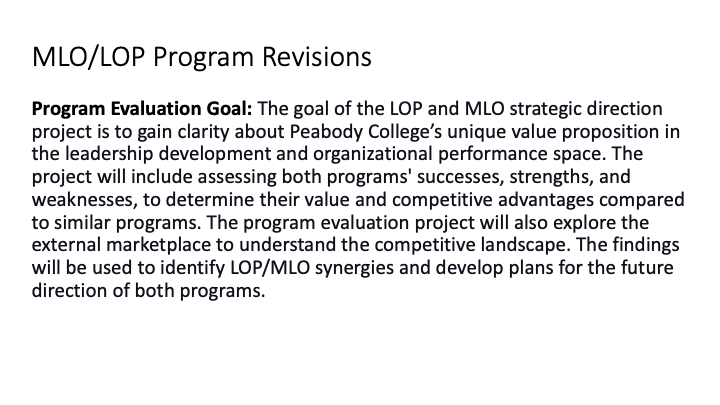 MLO/LOP Program Revisions
Program Evaluation Goal: The goal of the LOP and MLO strategic direction
project is to gain clarity about Peabody College’s unique value proposition in
the leadership development and organizational performance space. The
project will include assessing both programs' successes, strengths, and
weaknesses, to determine their value and competitive advantages compared
to similar programs. The program evaluation project will also explore the
external marketplace to understand the competitive landscape. The findings
will be used to identify LOP/MLO synergies and develop plans for the future
direction of both programs.